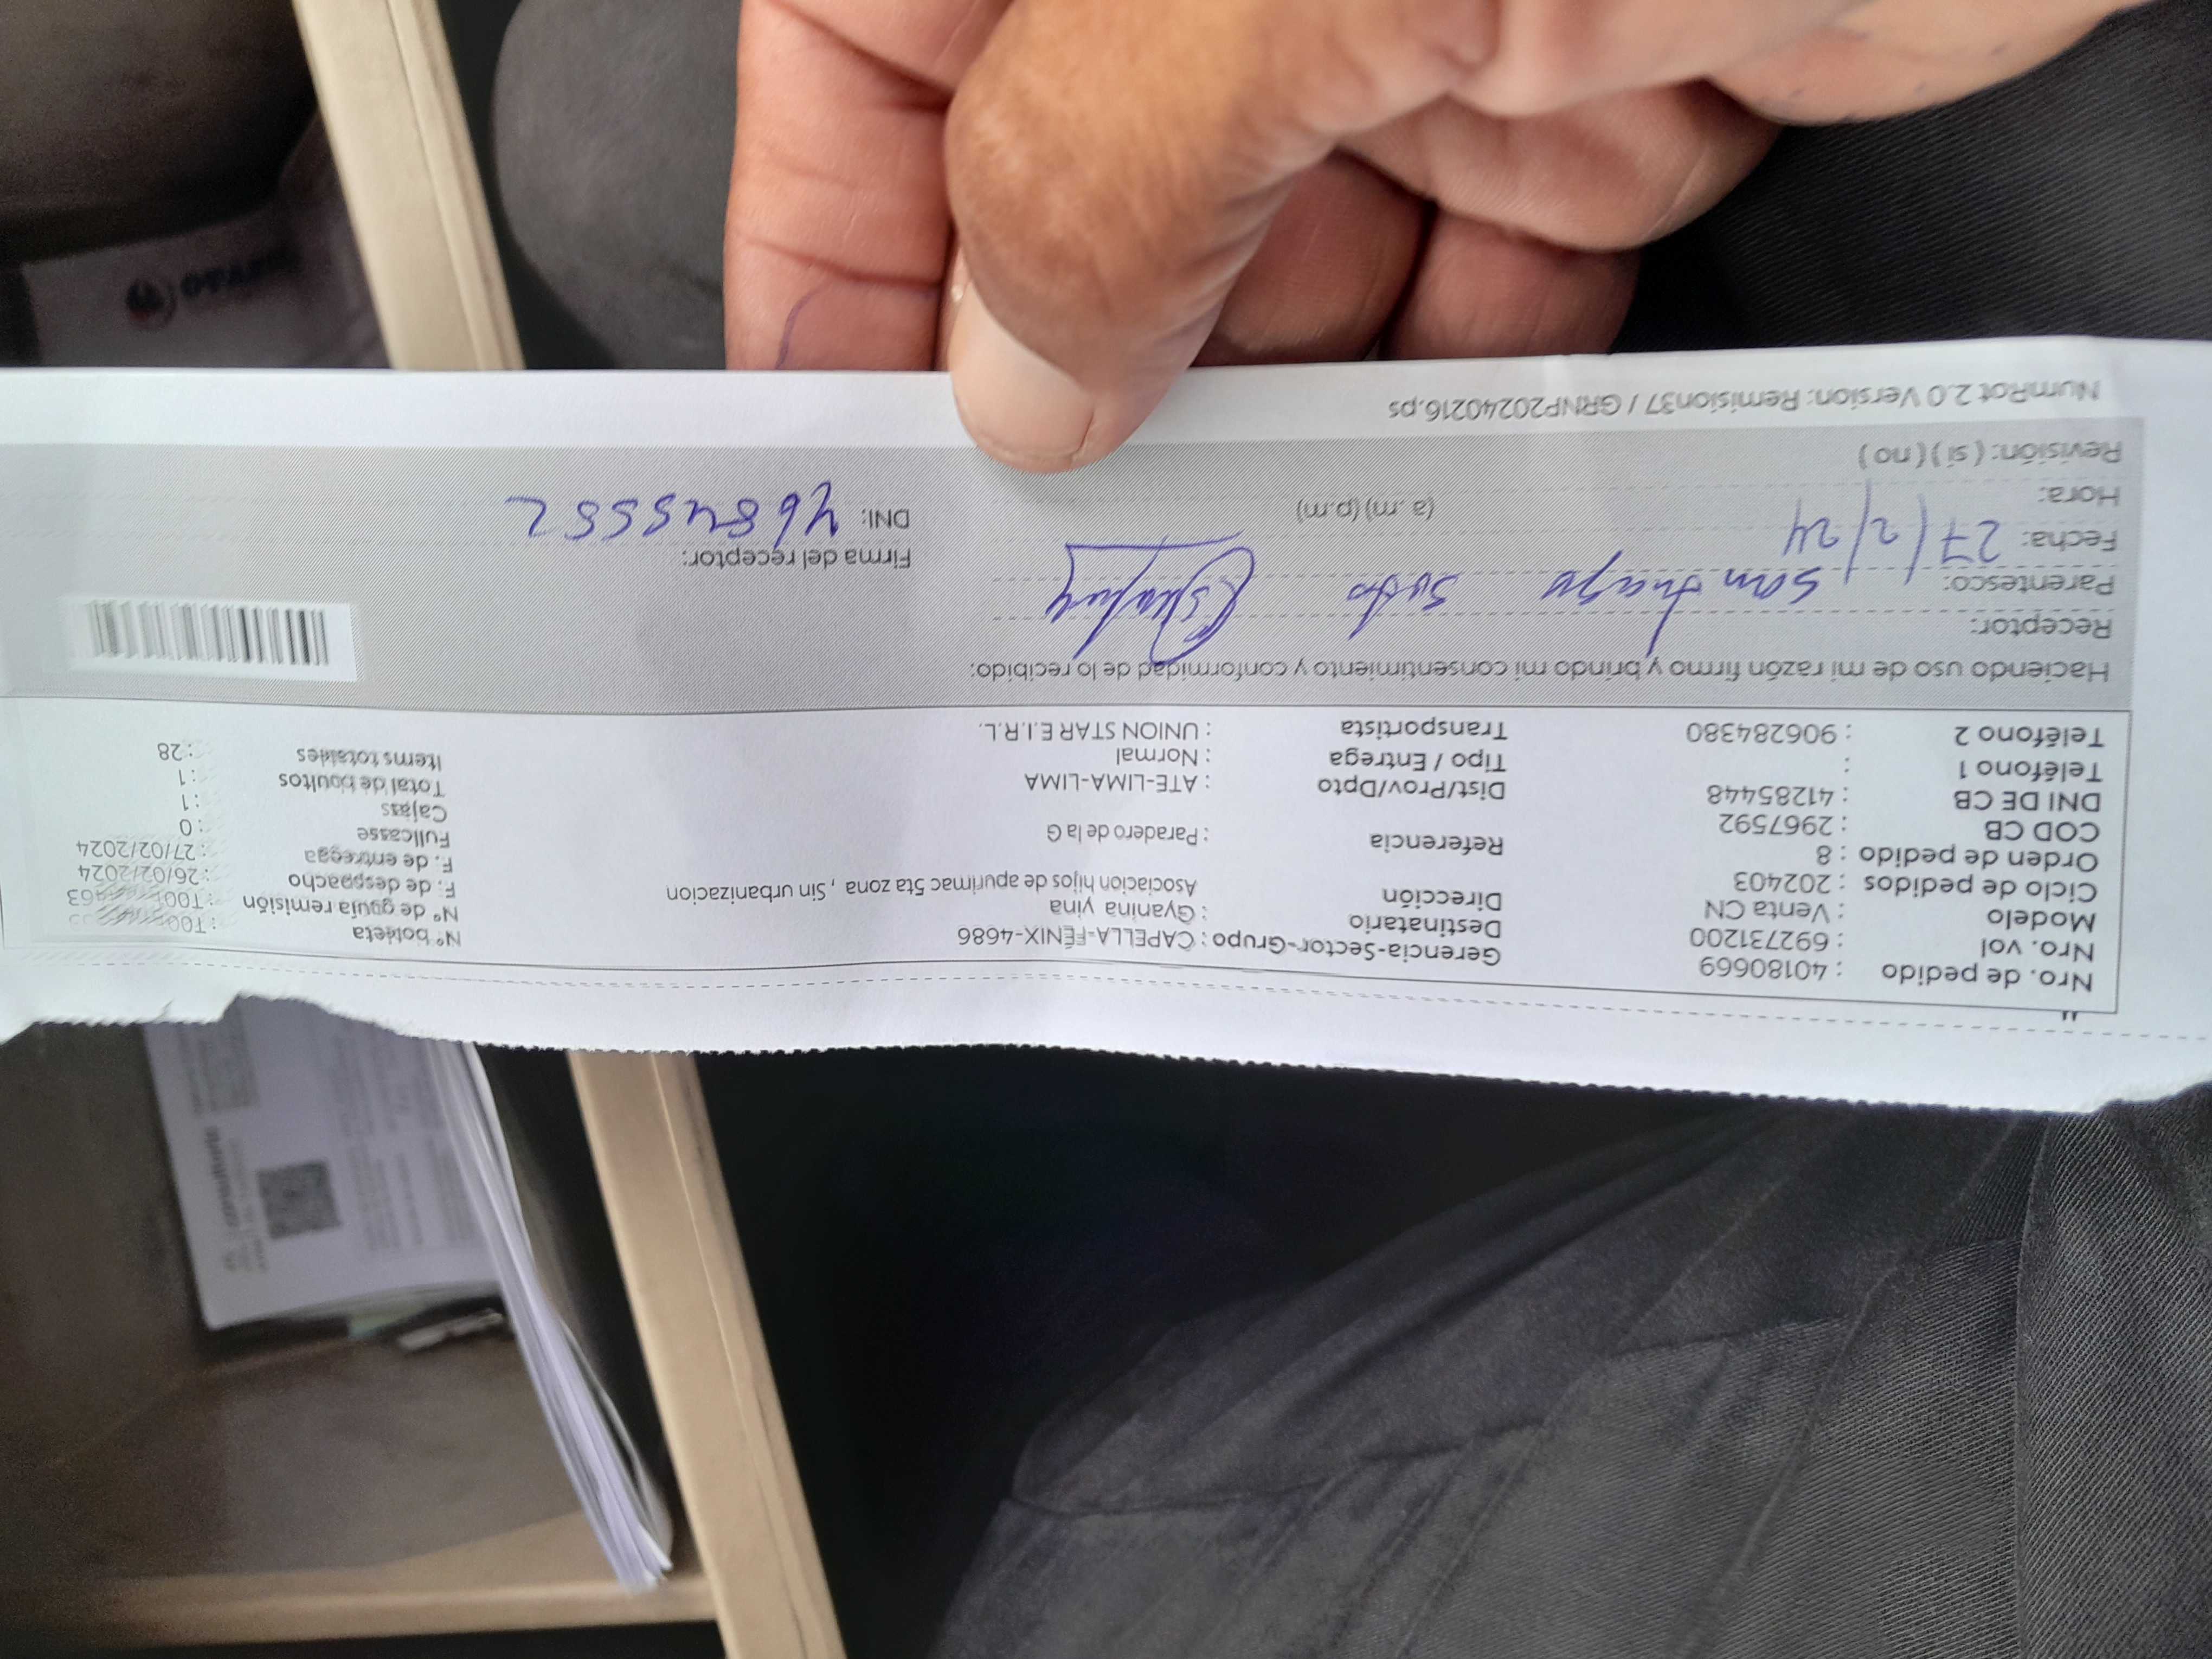 Nro. de pedido : 40180669
Nro. vol : 692731200
Modelo : Venta CN
Ciclo de pedidos : 202403
Orden de pedido : 8
COD CB : 2967592
DNI DE CB : 41285448
Teléfono 1 :
Teléfono 2 : 906284380
Gerencia-Sector-Grupo : CAPELLA-FÉNIX-4686
Destinatario : Gyanina yina
Dirección Asociacion hijos de apurimac 5ta zona , Sin urbanizacion
Referencia : Paradero de la G
Dist/Prov/Dpto : ATE-LIMA-LIMA
Tipo / Entrega : Normal
Transportista : UNION STAR E.I.R.L.
N° boleta
N° de guía remisión
F. de despacho : 26/02/2024
F. de entrega : 27/02/2024
Fullcasse : 0
Cajas : 1
Total de bultos : 1
Items totales : 28
Haciendo uso de mi razón firmo y brindo mi consentimiento y conformidad de lo recibido:
Receptor:
Parentesco:
Fecha: 27/2/24
Hora: (a.m) (p.m)
Revisión: ( sí ) ( no )
Firma del receptor:
DNI: 46845552
NumRot 2.0 Version: Remision37 / GRNP20240216.ps